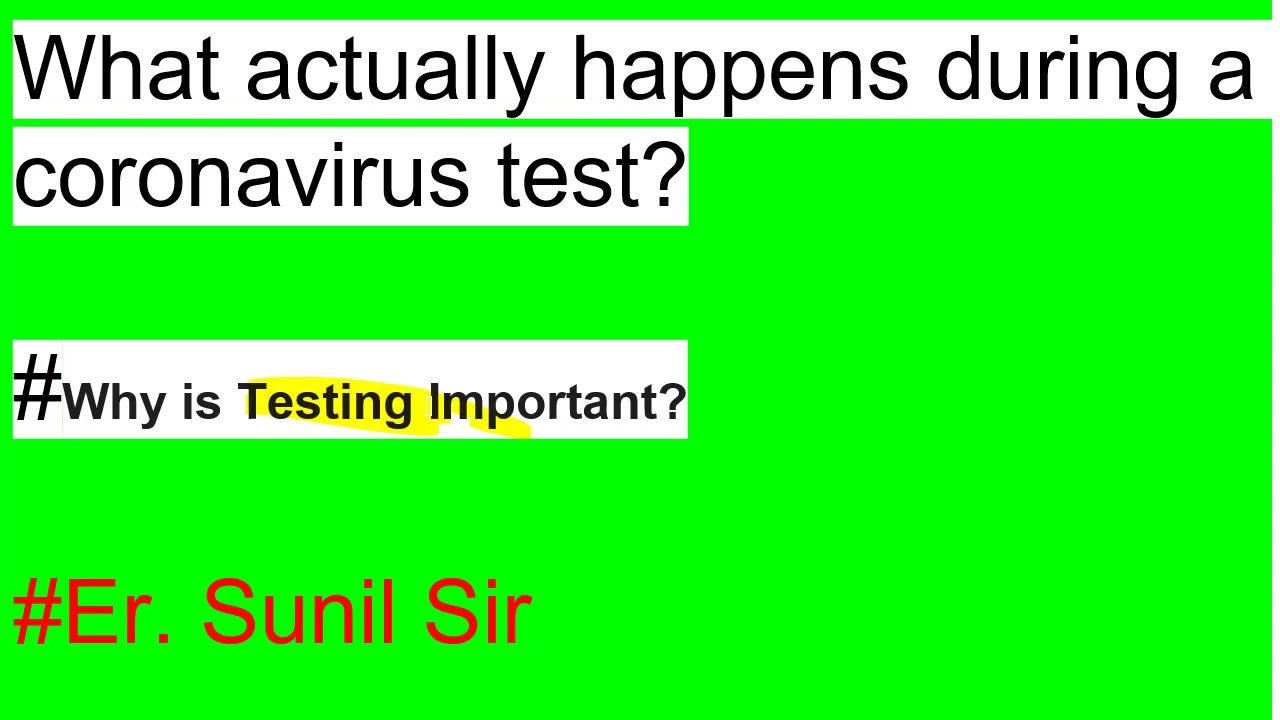 What actually happens during a
coronavirus test?
#Why is Testing Important?
#Er. Sunil Sir